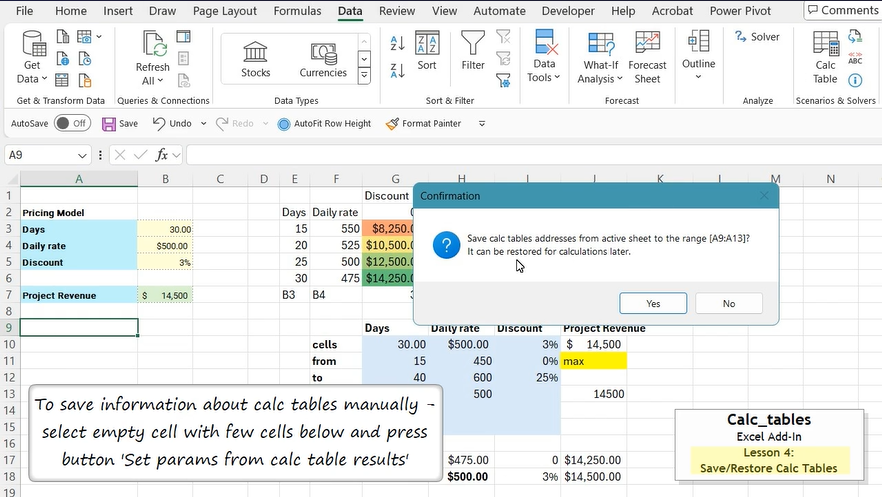 File Home Insert Draw Page Layout Formulas Data Review View Automate Developer Help Acrobat Power Pivot Comments
Get Data
Refresh All
Stocks Currencies
Sort
Filter
Data Tools
What-If Analysis
Forecast Sheet
Outline
Solver
Calc Table
ABC
Get & Transform Data Queries & Connections Data Types Sort & Filter Forecast Analyze Scenarios & Solvers
AutoSave Off Save Undo Redo AutoFit Row Height Format Painter
A9 fx
A B C D E F G H I J K L M N
1 Discount
2 Pricing Model Days Daily rate
3 Days 30.00 15 550 $8,250.0
4 Daily rate $500.00 20 525 $10,500.0
5 Discount 3% 25 500 $12,500.0
6 30 475 $14,250.0
7 Project Revenue $ 14,500 B3 B4
8
9 Days Daily rate Discount Project Revenue
10 cells 30.00 $500.00 3% $ 14,500
11 from 15 450 0% max
12 to 40 600 25%
13 500 14500
14
15
16
17 $475.00 0 $14,250.00
18 $500.00 3% $14,500.00
19
Confirmation
Save calc tables addresses from active sheet to the range [A9:A13]?
It can be restored for calculations later.
Yes No
To save information about calc tables manually -
select empty cell with few cells below and press
button 'Set params from calc table results'
Calc_tables
Excel Add-In
Lesson 4:
Save/Restore Calc Tables